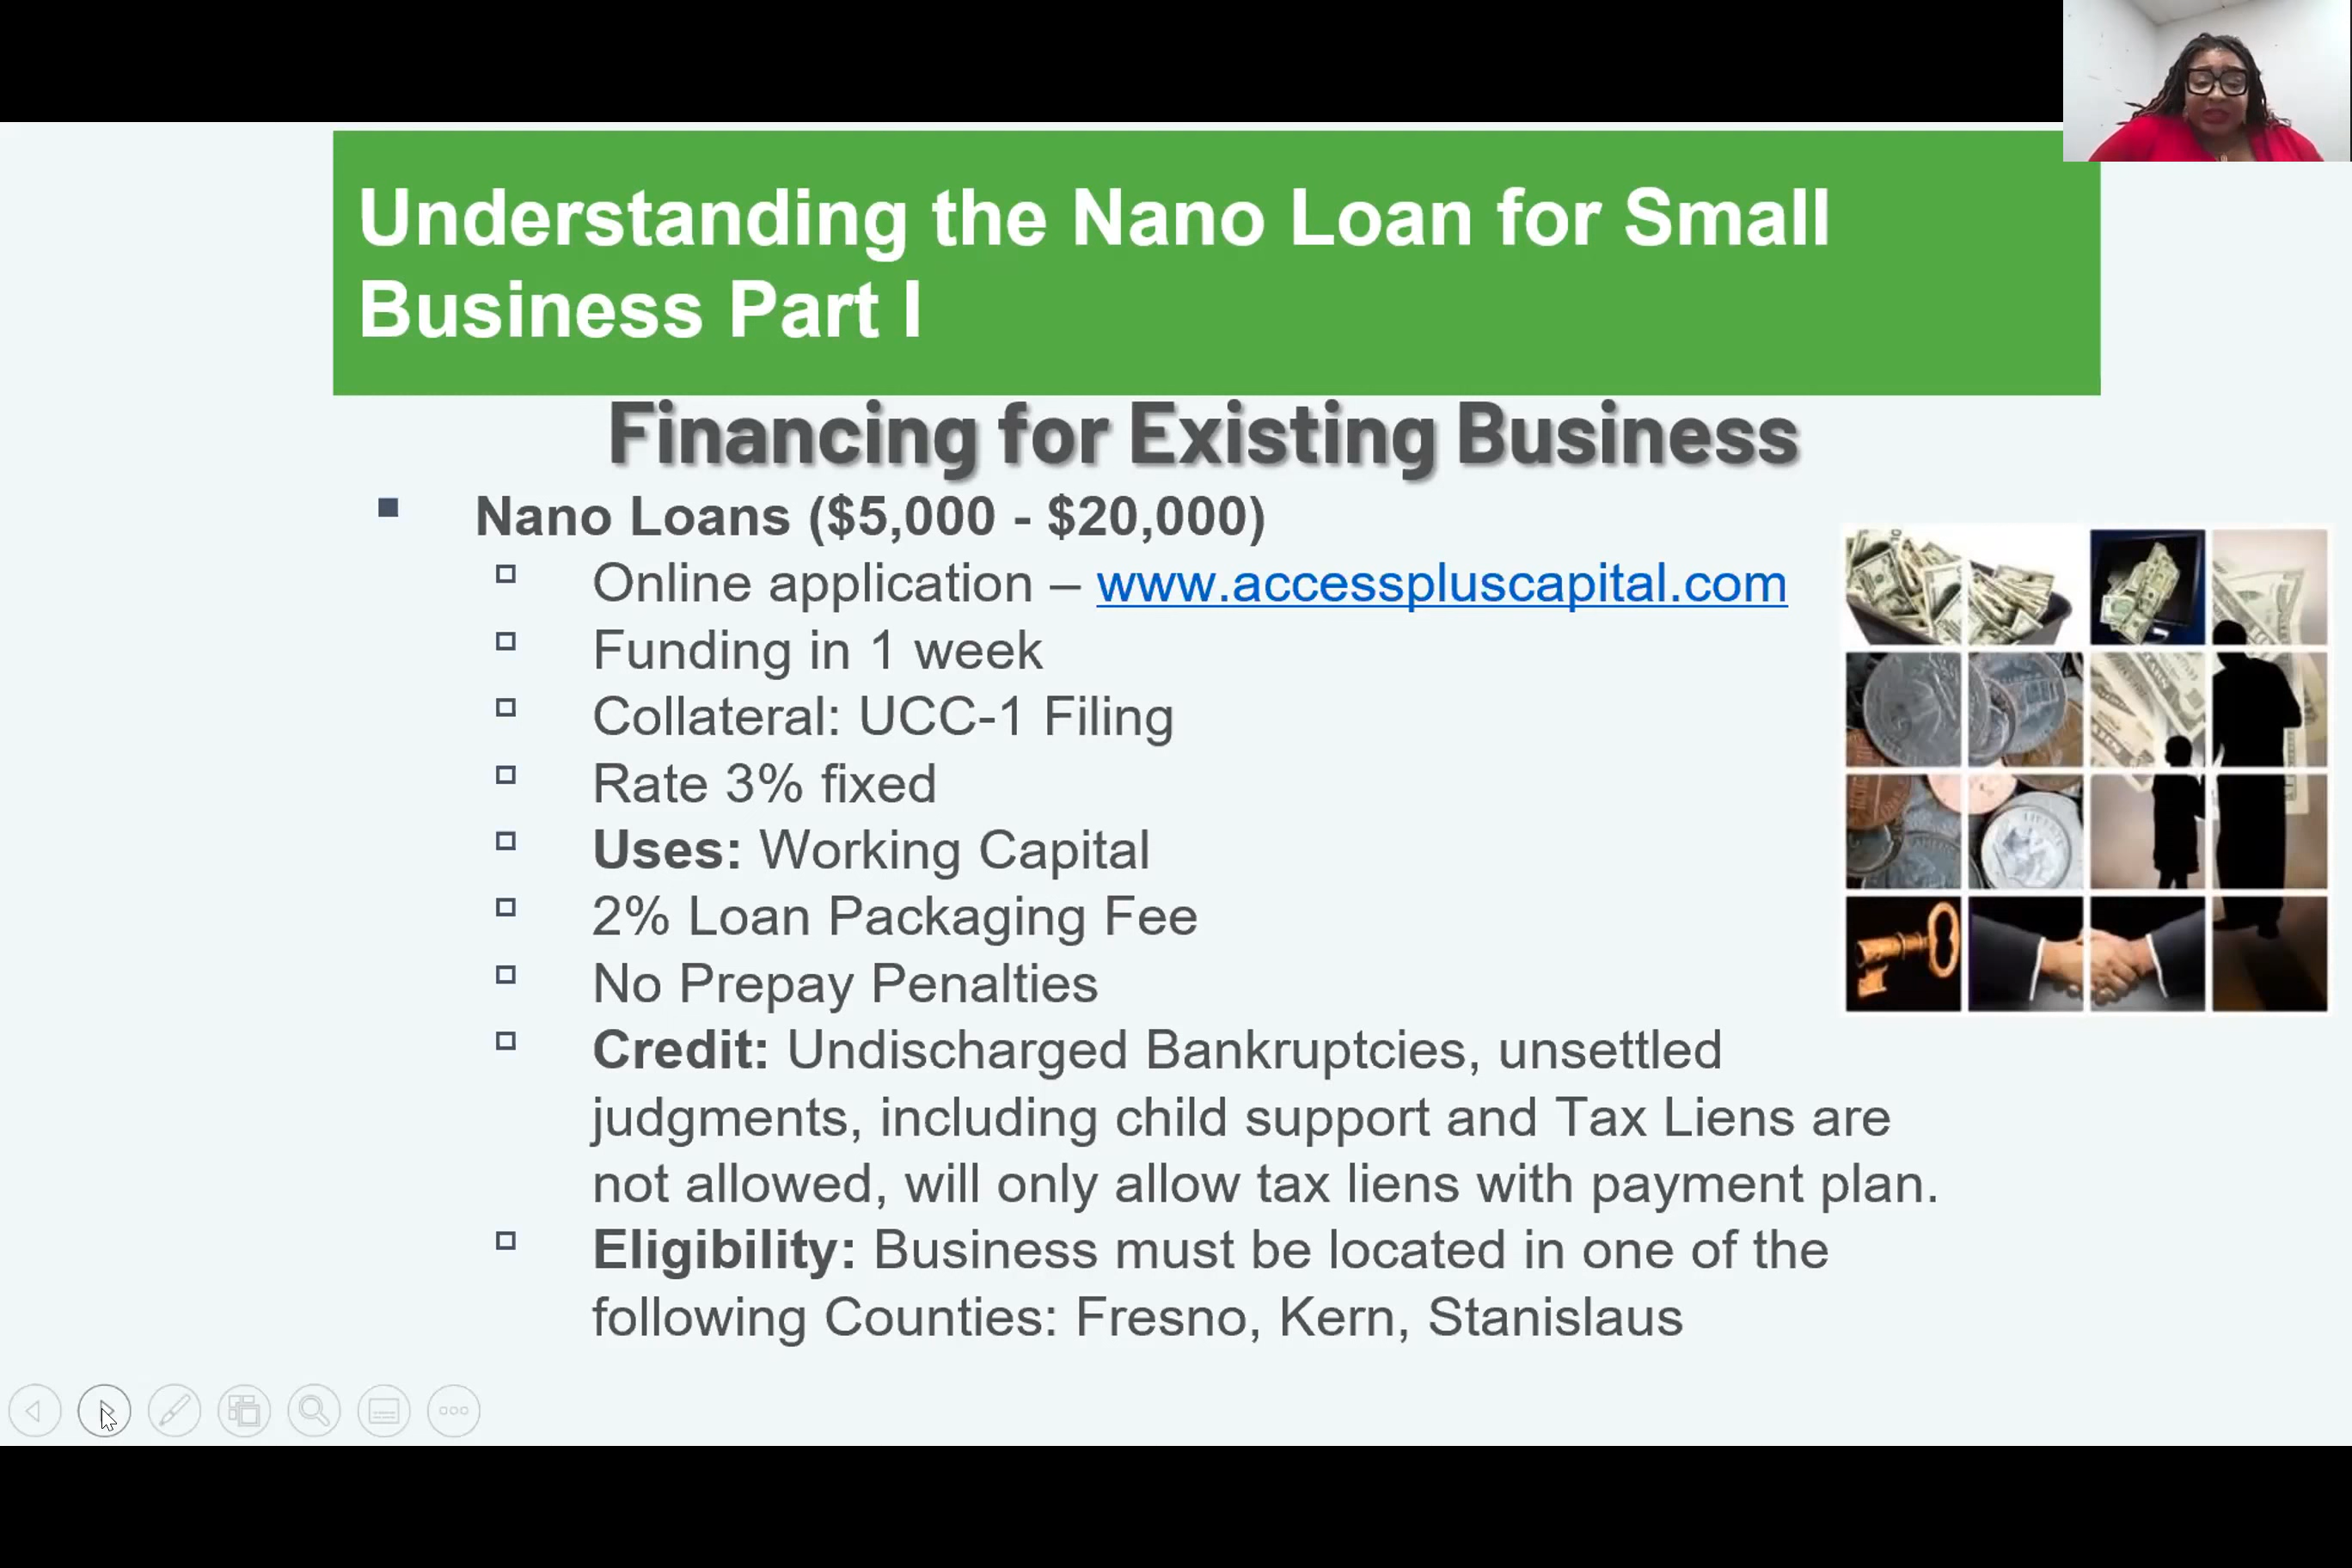 Understanding the Nano Loan for Small
Business Part I
Financing for Existing Business
Nano Loans ($5,000 - $20,000)
Online application – www.accesspluscapital.com
Funding in 1 week
Collateral: UCC-1 Filing
Rate 3% fixed
Uses: Working Capital
2% Loan Packaging Fee
No Prepay Penalties
Credit: Undischarged Bankruptcies, unsettled
judgments, including child support and Tax Liens are
not allowed, will only allow tax liens with payment plan.
Eligibility: Business must be located in one of the
following Counties: Fresno, Kern, Stanislaus